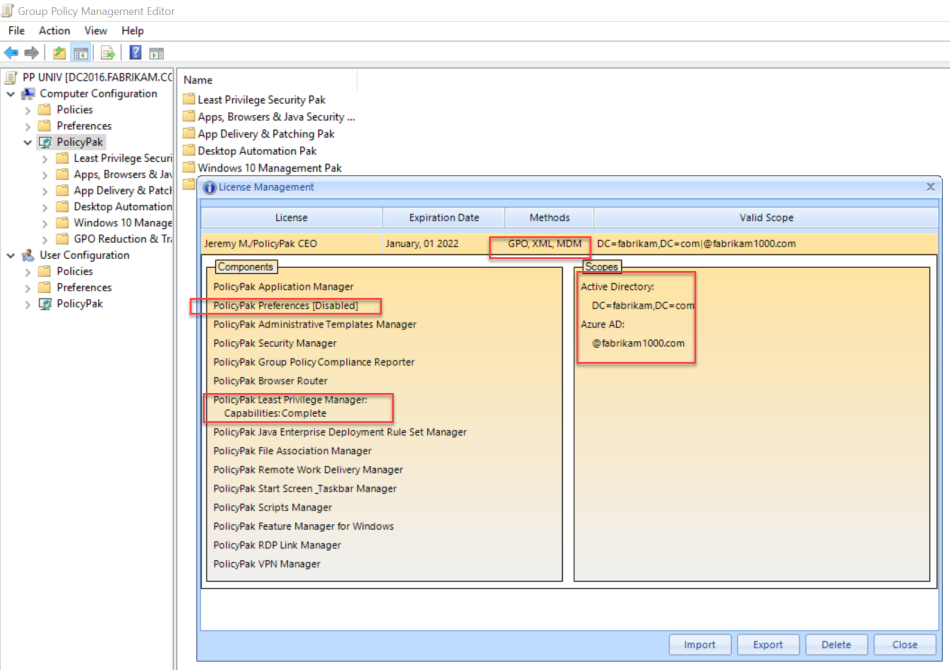 Group Policy Management Editor
File Action View Help
PP UNIV [DC2016.FABRIKAM.CO
Computer Configuration
Policies
Preferences
PolicyPak
Least Privilege Securi
Apps, Browsers & Jav
App Delivery & Patch
Desktop Automation
Windows 10 Manage
GPO Reduction & Tra
User Configuration
Policies
Preferences
PolicyPak
Name
Least Privilege Security Pak
Apps, Browsers & Java Security ...
App Delivery & Patching Pak
Desktop Automation Pak
Windows 10 Management Pak
License Management
License Expiration Date Methods Valid Scope
Jeremy M./PolicyPak CEO January, 01 2022 GPO, XML, MDM DC=fabrikam,DC=com|@fabrikam1000.com
Components
PolicyPak Application Manager
PolicyPak Preferences [Disabled]
PolicyPak Administrative Templates Manager
PolicyPak Security Manager
PolicyPak Group Policy Compliance Reporter
PolicyPak Browser Router
PolicyPak Least Privilege Manager:
Capabilities:Complete
PolicyPak Java Enterprise Deployment Rule Set Manager
PolicyPak File Association Manager
PolicyPak Remote Work Delivery Manager
PolicyPak Start Screen _Taskbar Manager
PolicyPak Scripts Manager
PolicyPak Feature Manager for Windows
PolicyPak RDP Link Manager
PolicyPak VPN Manager
Scopes
Active Directory:
DC=fabrikam,DC=com
Azure AD:
@fabrikam1000.com
Import Export Delete Close